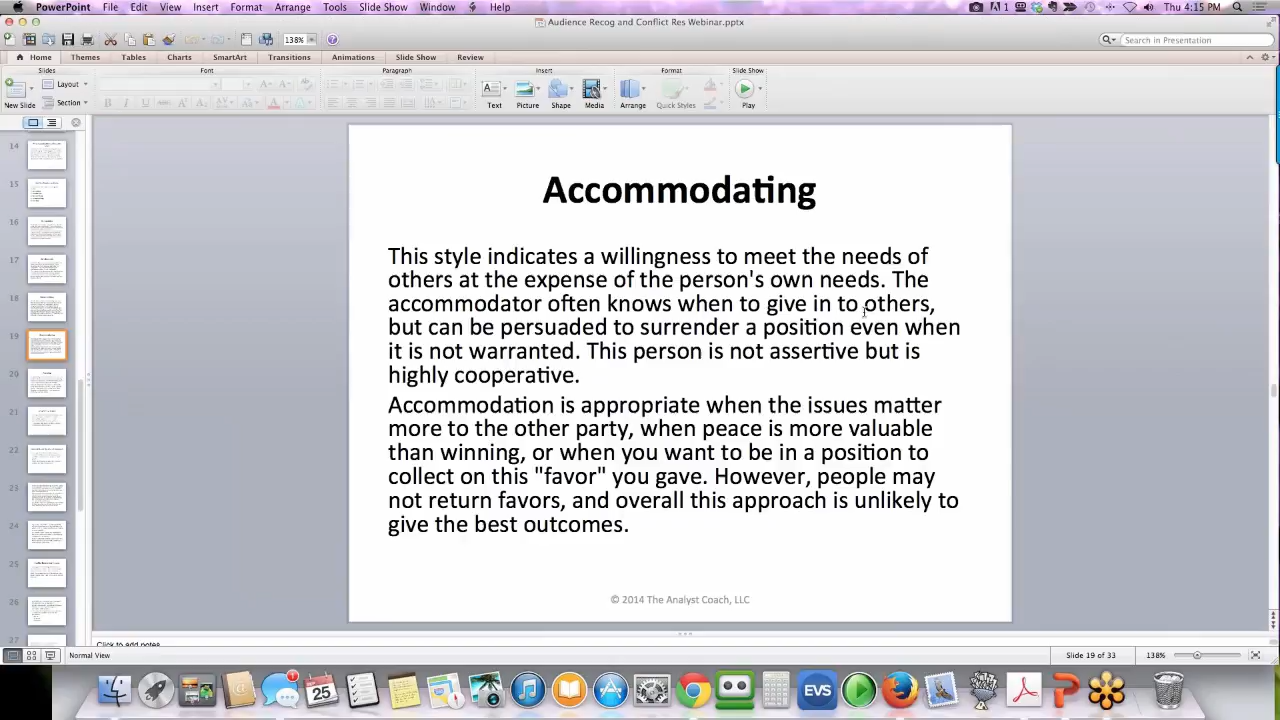 PowerPoint File Edit View Insert Format Arrange Tools Slide Show Window Help
1 Thu 4:15 PM
Audience Recog and Conflict Res Webinar.pptx
138% Search in Presentation
Home Themes Tables Charts SmartArt Transitions Animations Slide Show Review
Slides Font Paragraph Insert Format Slide Show
Layout
Section
New Slide Text Picture Shape Media Arrange Quick Styles Play
14
15
16
17
18
19
20
21
22
23
24
25
26
27
Accommodating
This style indicates a willingness to meet the needs of
others at the expense of the person's own needs. The
accommodator often knows when to give in to others,
but can be persuaded to surrender a position even when
it is not warranted. This person is not assertive but is
highly cooperative.
Accommodation is appropriate when the issues matter
more to the other party, when peace is more valuable
than winning, or when you want to be in a position to
collect on this "favor" you gave. However, people may
not return favors, and overall this approach is unlikely to
give the best outcomes.
© 2014 The Analyst Coach, LLC
Click to add notes
Normal View Slide 19 of 33 138%
1
SEP
25
EVS